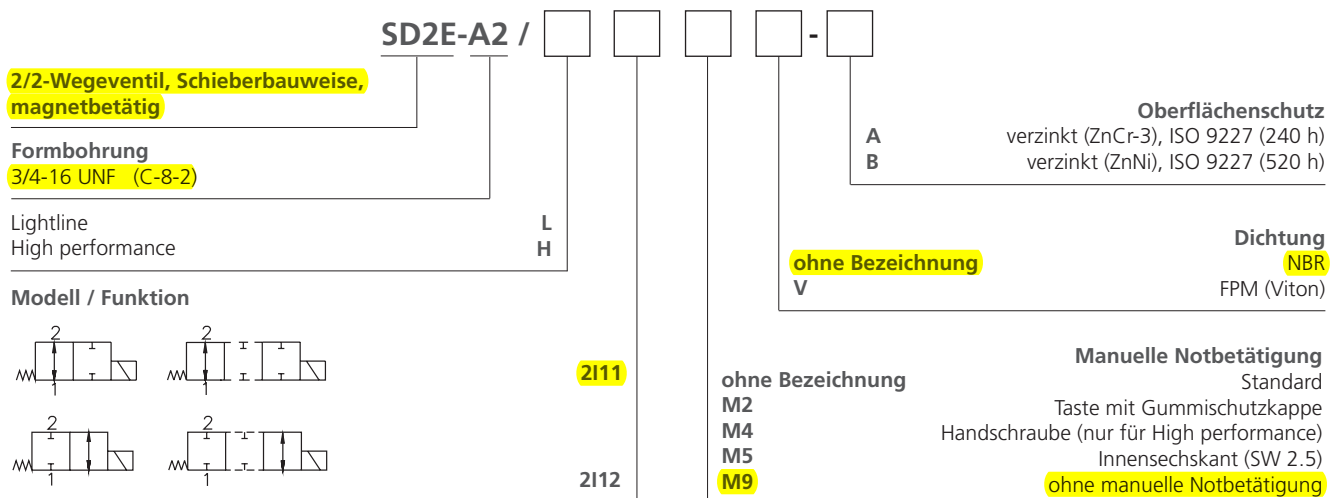 SD2E-A2 / -
2/2-Wegeventil, Schieberbauweise,
magnetbetätig
Formbohrung
3/4-16 UNF (C-8-2)
Lightline L
High performance H
Modell / Funktion
2
1
2
1
2I11
2
1
2
1
2I12
Oberflächenschutz
A verzinkt (ZnCr-3), ISO 9227 (240 h)
B verzinkt (ZnNi), ISO 9227 (520 h)
Dichtung
ohne Bezeichnung NBR
V FPM (Viton)
Manuelle Notbetätigung
ohne Bezeichnung Standard
M2 Taste mit Gummischutzkappe
M4 Handschraube (nur für High performance)
M5 Innensechskant (SW 2.5)
M9 ohne manuelle Notbetätigung